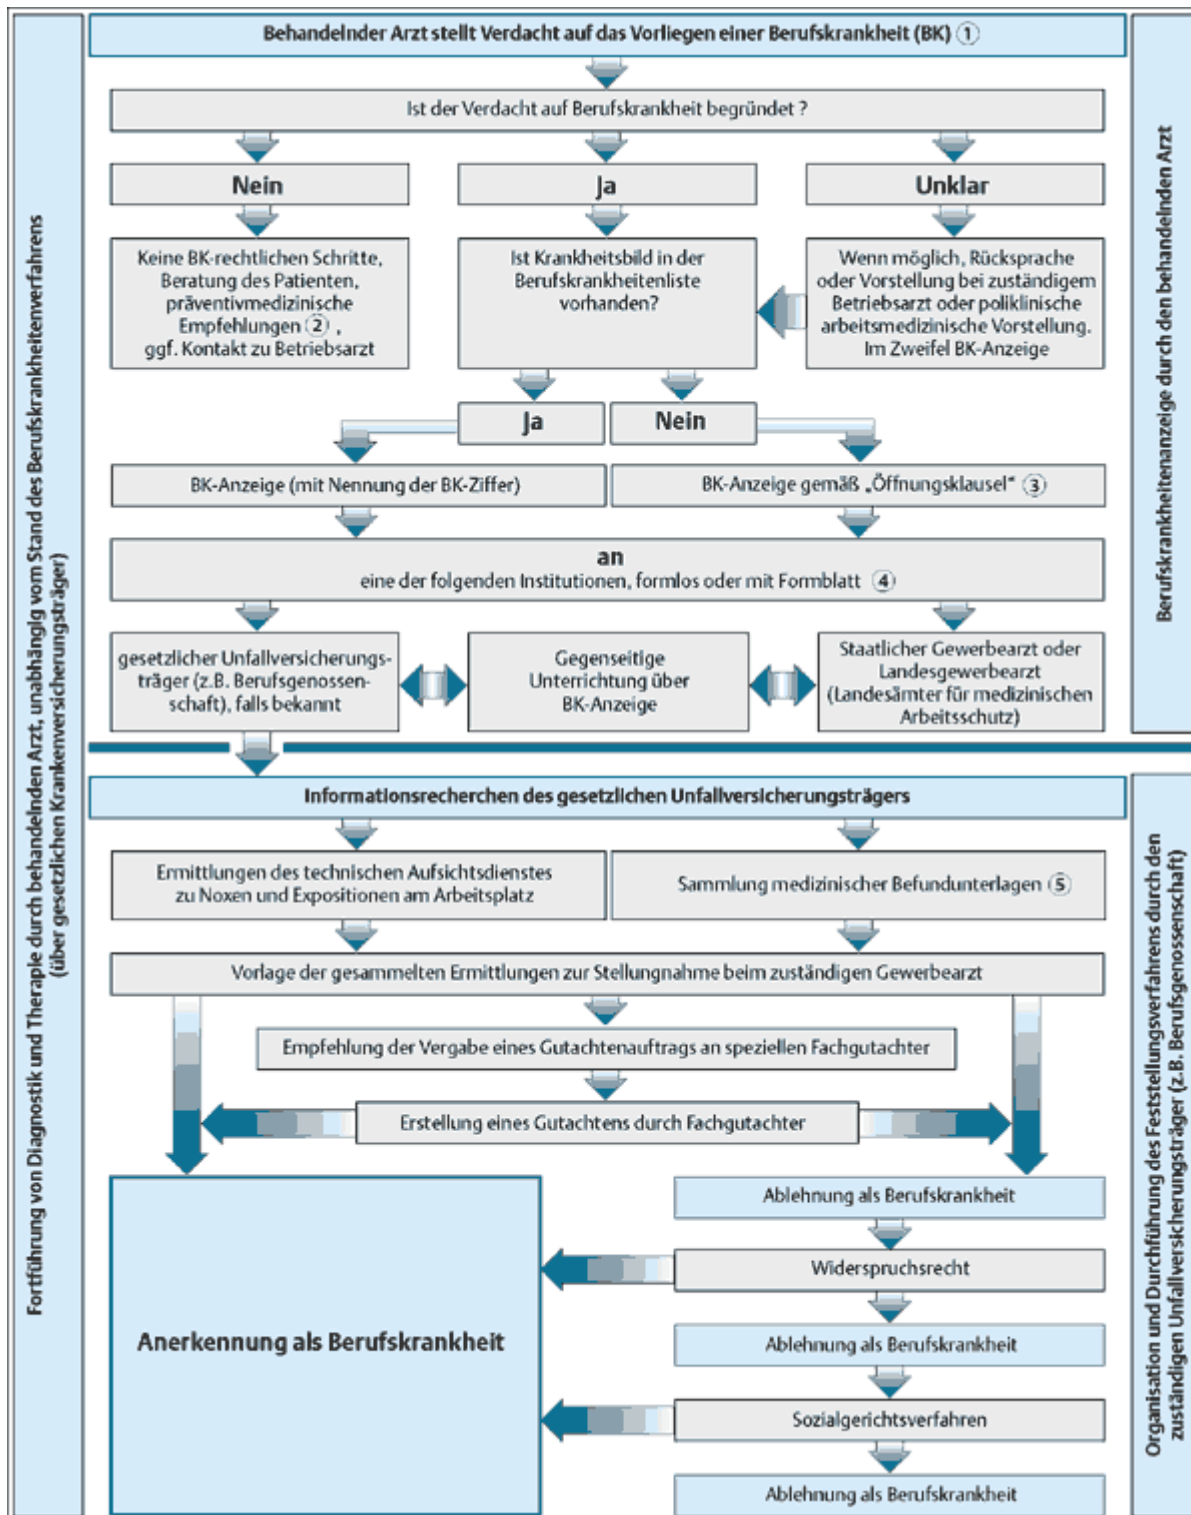 Behandelnder Arzt stellt Verdacht auf das Vorliegen einer Berufskrankheit (BK) ①
Ist der Verdacht auf Berufskrankheit begründet ?
Nein
Ja
Unklar
Keine BK-rechtlichen Schritte,
Beratung des Patienten,
präventivmedizinische
Empfehlungen ② ,
ggf. Kontakt zu Betriebsarzt
Ist Krankheitsbild in der
Berufskrankheitenliste
vorhanden?
Wenn möglich, Rücksprache
oder Vorstellung bei zuständigem
Betriebsarzt oder poliklinische
arbeitsmedizinische Vorstellung.
Im Zweifel BK-Anzeige
Ja
Nein
BK-Anzeige (mit Nennung der BK-Ziffer)
BK-Anzeige gemäß „Öffnungsklausel“ ③
an
eine der folgenden Institutionen, formlos oder mit Formblatt ④
gesetzlicher Unfallversicherungs-
träger (z.B. Berufsgenossen-
schaft), falls bekannt
Gegenseitige
Unterrichtung über
BK-Anzeige
Staatlicher Gewerbearzt oder
Landesgewerbearzt
(Landesämter für medizinischen
Arbeitsschutz)
Informationsrecherchen des gesetzlichen Unfallversicherungsträgers
Ermittlungen des technischen Aufsichtsdienstes
zu Noxen und Expositionen am Arbeitsplatz
Sammlung medizinischer Befundunterlagen ⑤
Vorlage der gesammelten Ermittlungen zur Stellungnahme beim zuständigen Gewerbearzt
Empfehlung der Vergabe eines Gutachtenauftrags an speziellen Fachgutachter
Erstellung eines Gutachtens durch Fachgutachter
Anerkennung als Berufskrankheit
Ablehnung als Berufskrankheit
Widerspruchsrecht
Ablehnung als Berufskrankheit
Sozialgerichtsverfahren
Ablehnung als Berufskrankheit
Fortführung von Diagnostik und Therapie durch behandelnden Arzt, unabhängig vom Stand des Berufskrankheitenverfahrens
(über gesetzlichen Krankenversicherungsträger)
Berufskrankheitenanzeige durch den behandelnden Arzt
Organisation und Durchführung des Feststellungsverfahrens durch den
zuständigen Unfallversicherungsträger (z.B. Berufsgenossenschaft)